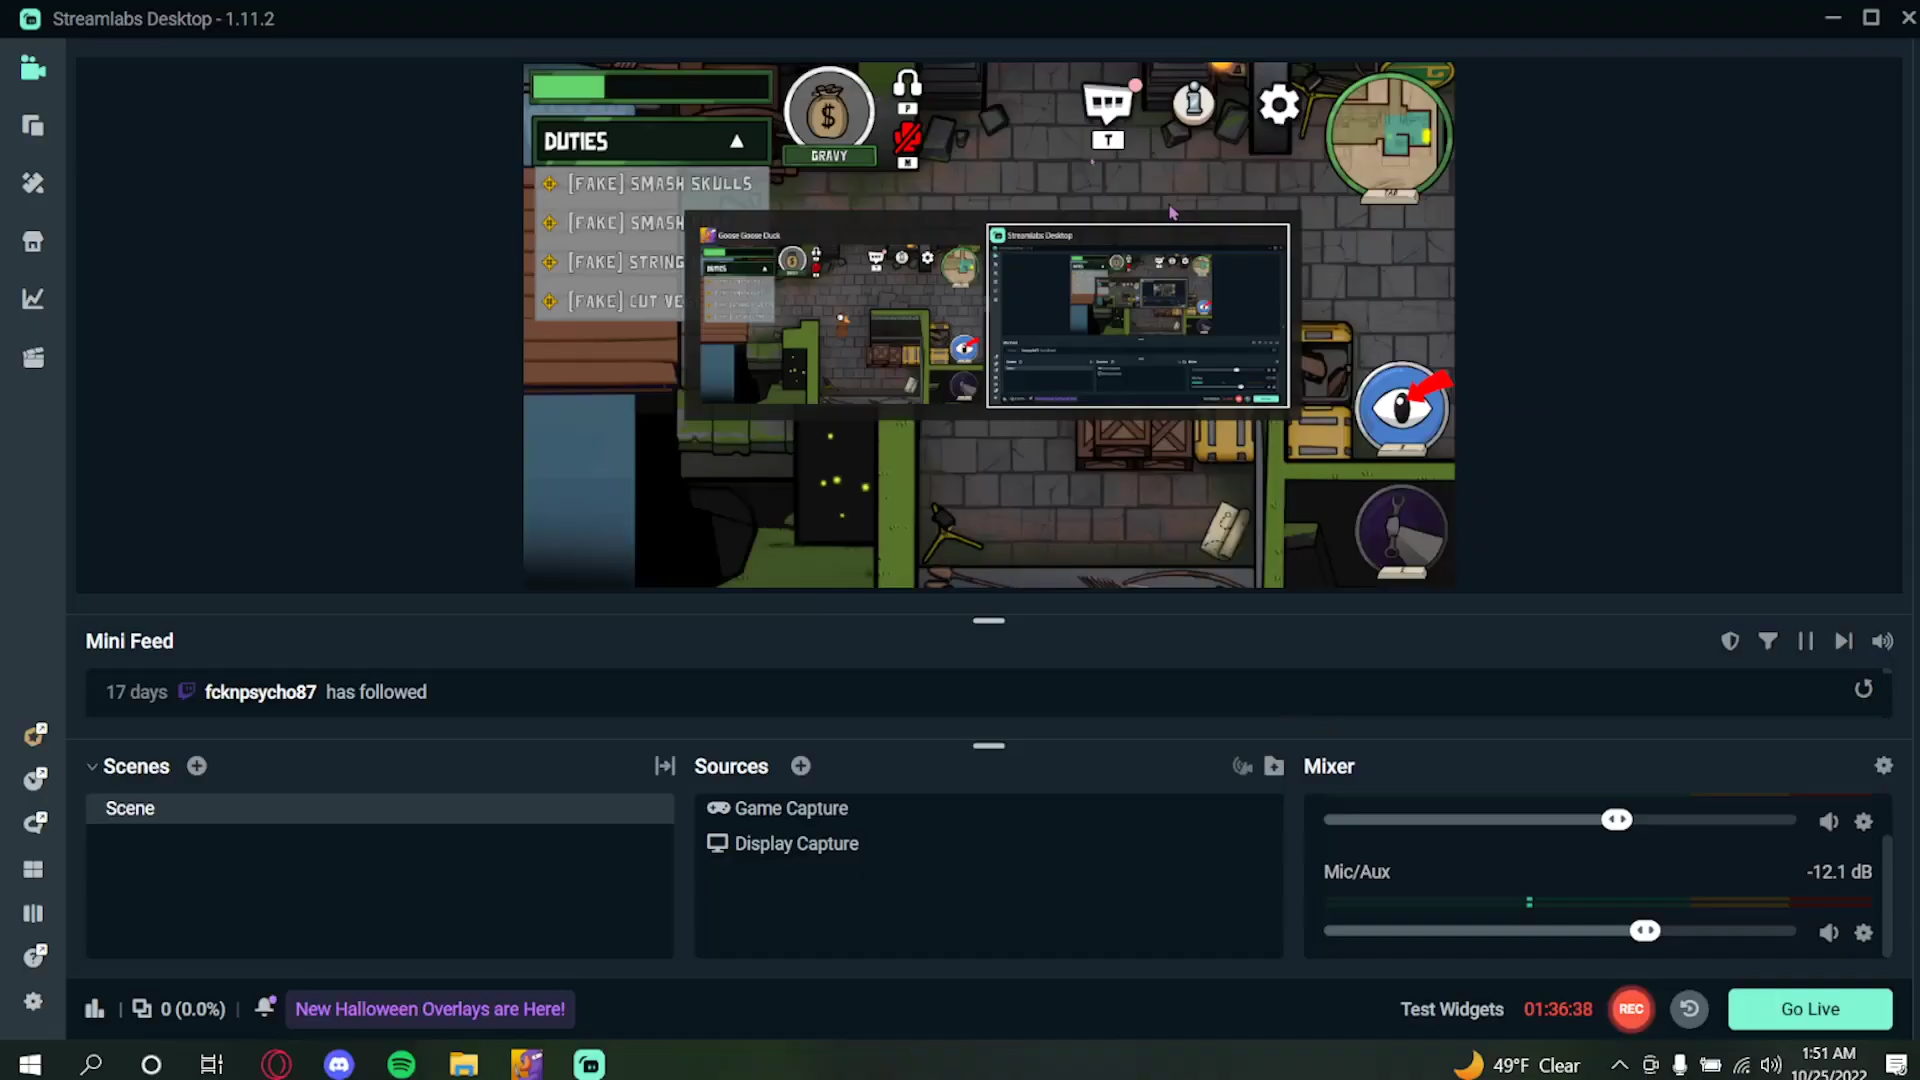 Streamlabs Desktop - 1.11.2
DUTIES
GRAVY
P
M
T
TAB
[FAKE] SMASH SKULLS
[FAKE] SMASH
[FAKE] STRING
[FAKE] CUT VE
Goose Goose Duck
DUTIES
Streamlabs Desktop
Mini Feed
17 days fcknpsycho87 has followed
Scenes
Sources
Mixer
Scene
Game Capture
Display Capture
Mic/Aux
-12.1 dB
0 (0.0%)
New Halloween Overlays are Here!
Test Widgets
01:36:38
REC
Go Live
49°F Clear
1:51 AM
10/25/2022